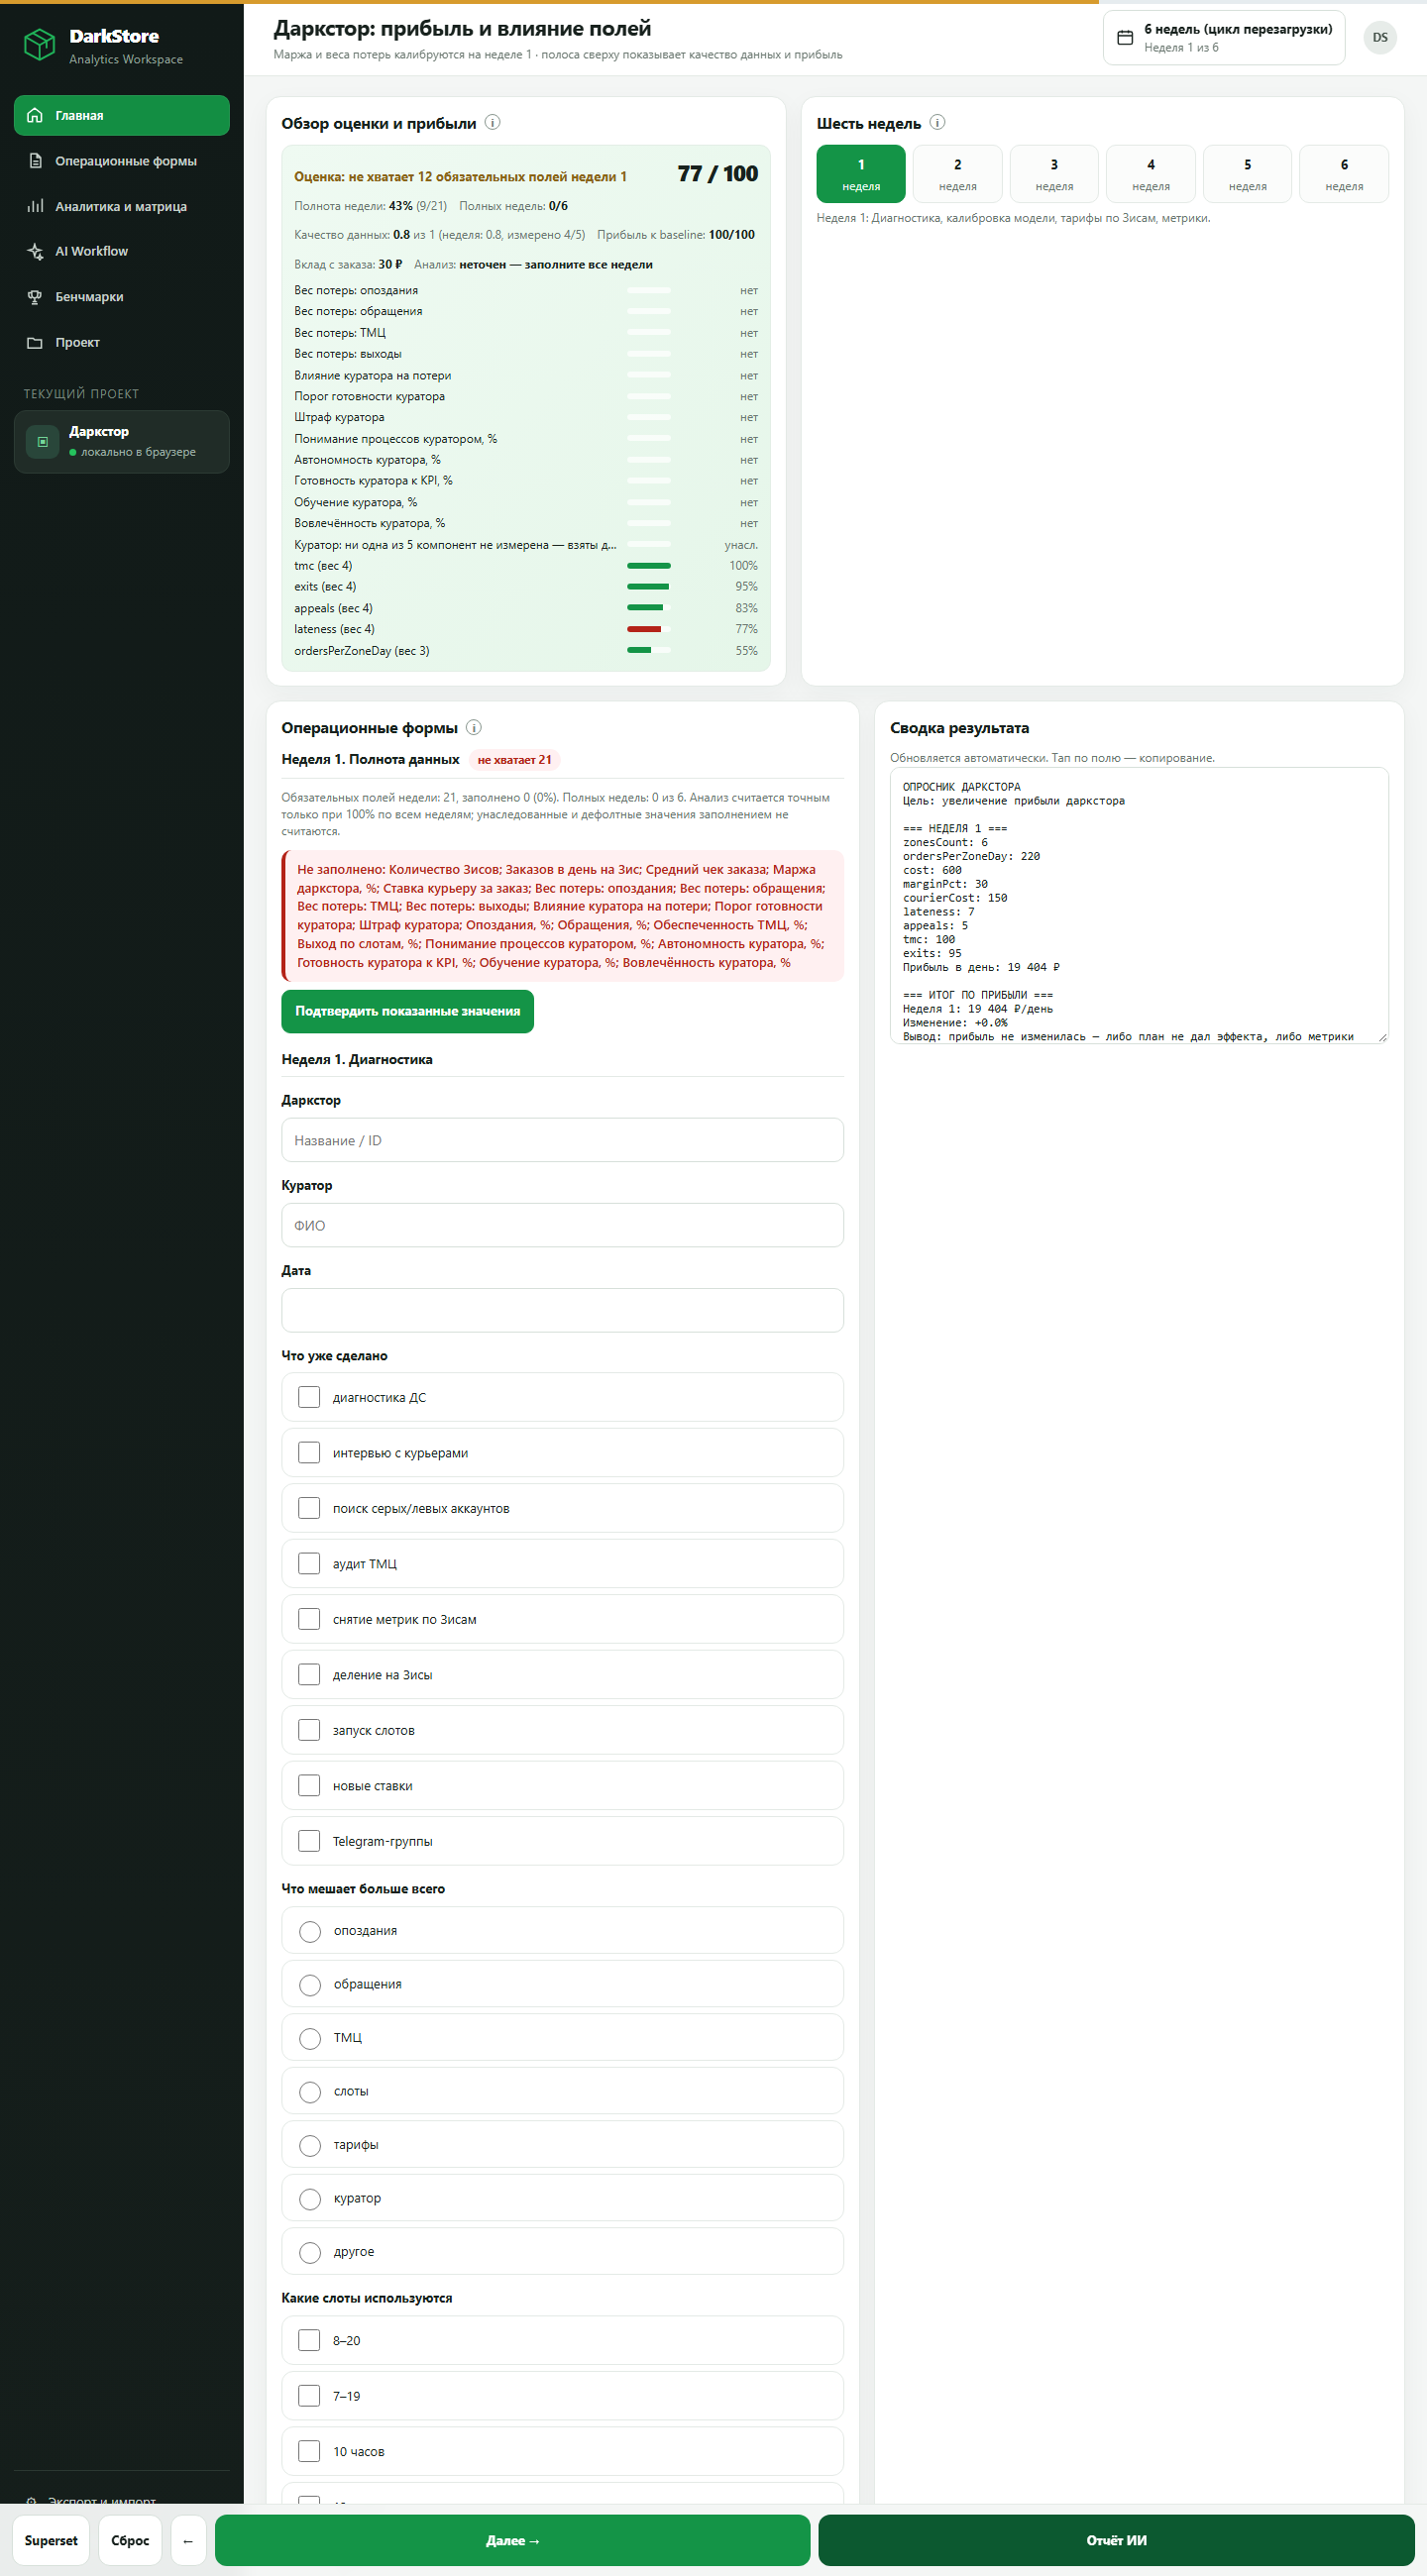 DarkStore
Analytics Workspace
Главная
Операционные формы
Аналитика и матрица
AI Workflow
Бенчмарки
Проект
ТЕКУЩИЙ ПРОЕКТ
Даркстор
локально в браузере
Даркстор: прибыль и влияние полей
Маржа и веса потерь калибруются на неделе 1 · полоса сверху показывает качество данных и прибыль
6 недель (цикл перезагрузки)
Неделя 1 из 6
DS
Обзор оценки и прибыли
Оценка: не хватает 12 обязательных полей недели 1 77 / 100
Полнота недели: 43% (9/21) Полных недель: 0/6
Качество данных: 0.8 из 1 (неделя: 0.8, измерено 4/5) Прибыль к baseline: 100/100
Вклад с заказа: 30 ₽ Анализ: неточен — заполните все недели
Вес потерь: опоздания нет
Вес потерь: обращения нет
Вес потерь: ТМЦ нет
Вес потерь: выходы нет
Влияние куратора на потери нет
Порог готовности куратора нет
Штраф куратора нет
Понимание процессов куратором, % нет
Автономность куратора, % нет
Готовность куратора к KPI, % нет
Обучение куратора, % нет
Вовлечённость куратора, % нет
Куратор: ни одна из 5 компонент не измерена — взяты д... унасл.
tmc (вес 4) 100%
exits (вес 4) 95%
appeals (вес 4) 83%
lateness (вес 4) 77%
ordersPerZoneDay (вес 3) 55%
Шесть недель
1 неделя
2 неделя
3 неделя
4 неделя
5 неделя
6 неделя
Неделя 1: Диагностика, калибровка модели, тарифы по Зисам, метрики.
Операционные формы
Неделя 1. Полнота данных не хватает 21
Обязательных полей недели: 21, заполнено 0 (0%). Полных недель: 0 из 6. Анализ считается точным
только при 100% по всем неделям; унаследованные и дефолтные значения заполнением не
считаются.
Не заполнено: Количество Зисов; Заказов в день на Зис; Средний чек заказа; Маржа
даркстора, %; Ставка курьеру за заказ; Вес потерь: опоздания; Вес потерь: обращения;
Вес потерь: ТМЦ; Вес потерь: выходы; Влияние куратора на потери; Порог готовности
куратора; Штраф куратора; Опоздания, %; Обращения, %; Обеспеченность ТМЦ, %;
Выход по слотам, %; Понимание процессов куратором, %; Автономность куратора, %;
Готовность куратора к KPI, %; Обучение куратора, %; Вовлечённость куратора, %
Подтвердить показанные значения
Неделя 1. Диагностика
Даркстор
Название / ID
Куратор
ФИО
Дата
Что уже сделано
диагностика ДС
интервью с курьерами
поиск серых/левых аккаунтов
аудит ТМЦ
снятие метрик по Зисам
деление на Зисы
запуск слотов
новые ставки
Telegram-группы
Что мешает больше всего
опоздания
обращения
ТМЦ
слоты
тарифы
куратор
другое
Какие слоты используются
8–20
7–19
10 часов
Сводка результата
Обновляется автоматически. Тап по полю — копирование.
ОПРОСНИК ДАРКСТОРА
Цель: увеличение прибыли даркстора
=== НЕДЕЛЯ 1 ===
zonesCount: 6
ordersPerZoneDay: 220
cost: 600
marginPct: 30
courierCost: 150
lateness: 7
appeals: 5
tmc: 100
exits: 95
Прибыль в день: 19 404 ₽
=== ИТОГ ПО ПРИБЫЛИ ===
Неделя 1: 19 404 ₽/день
Изменение: +0.0%
Вывод: прибыль не изменилась — либо план не дал эффекта, либо метрики
Экспорт и импорт
Superset
Сброс
←
Далее →
Отчёт ИИ